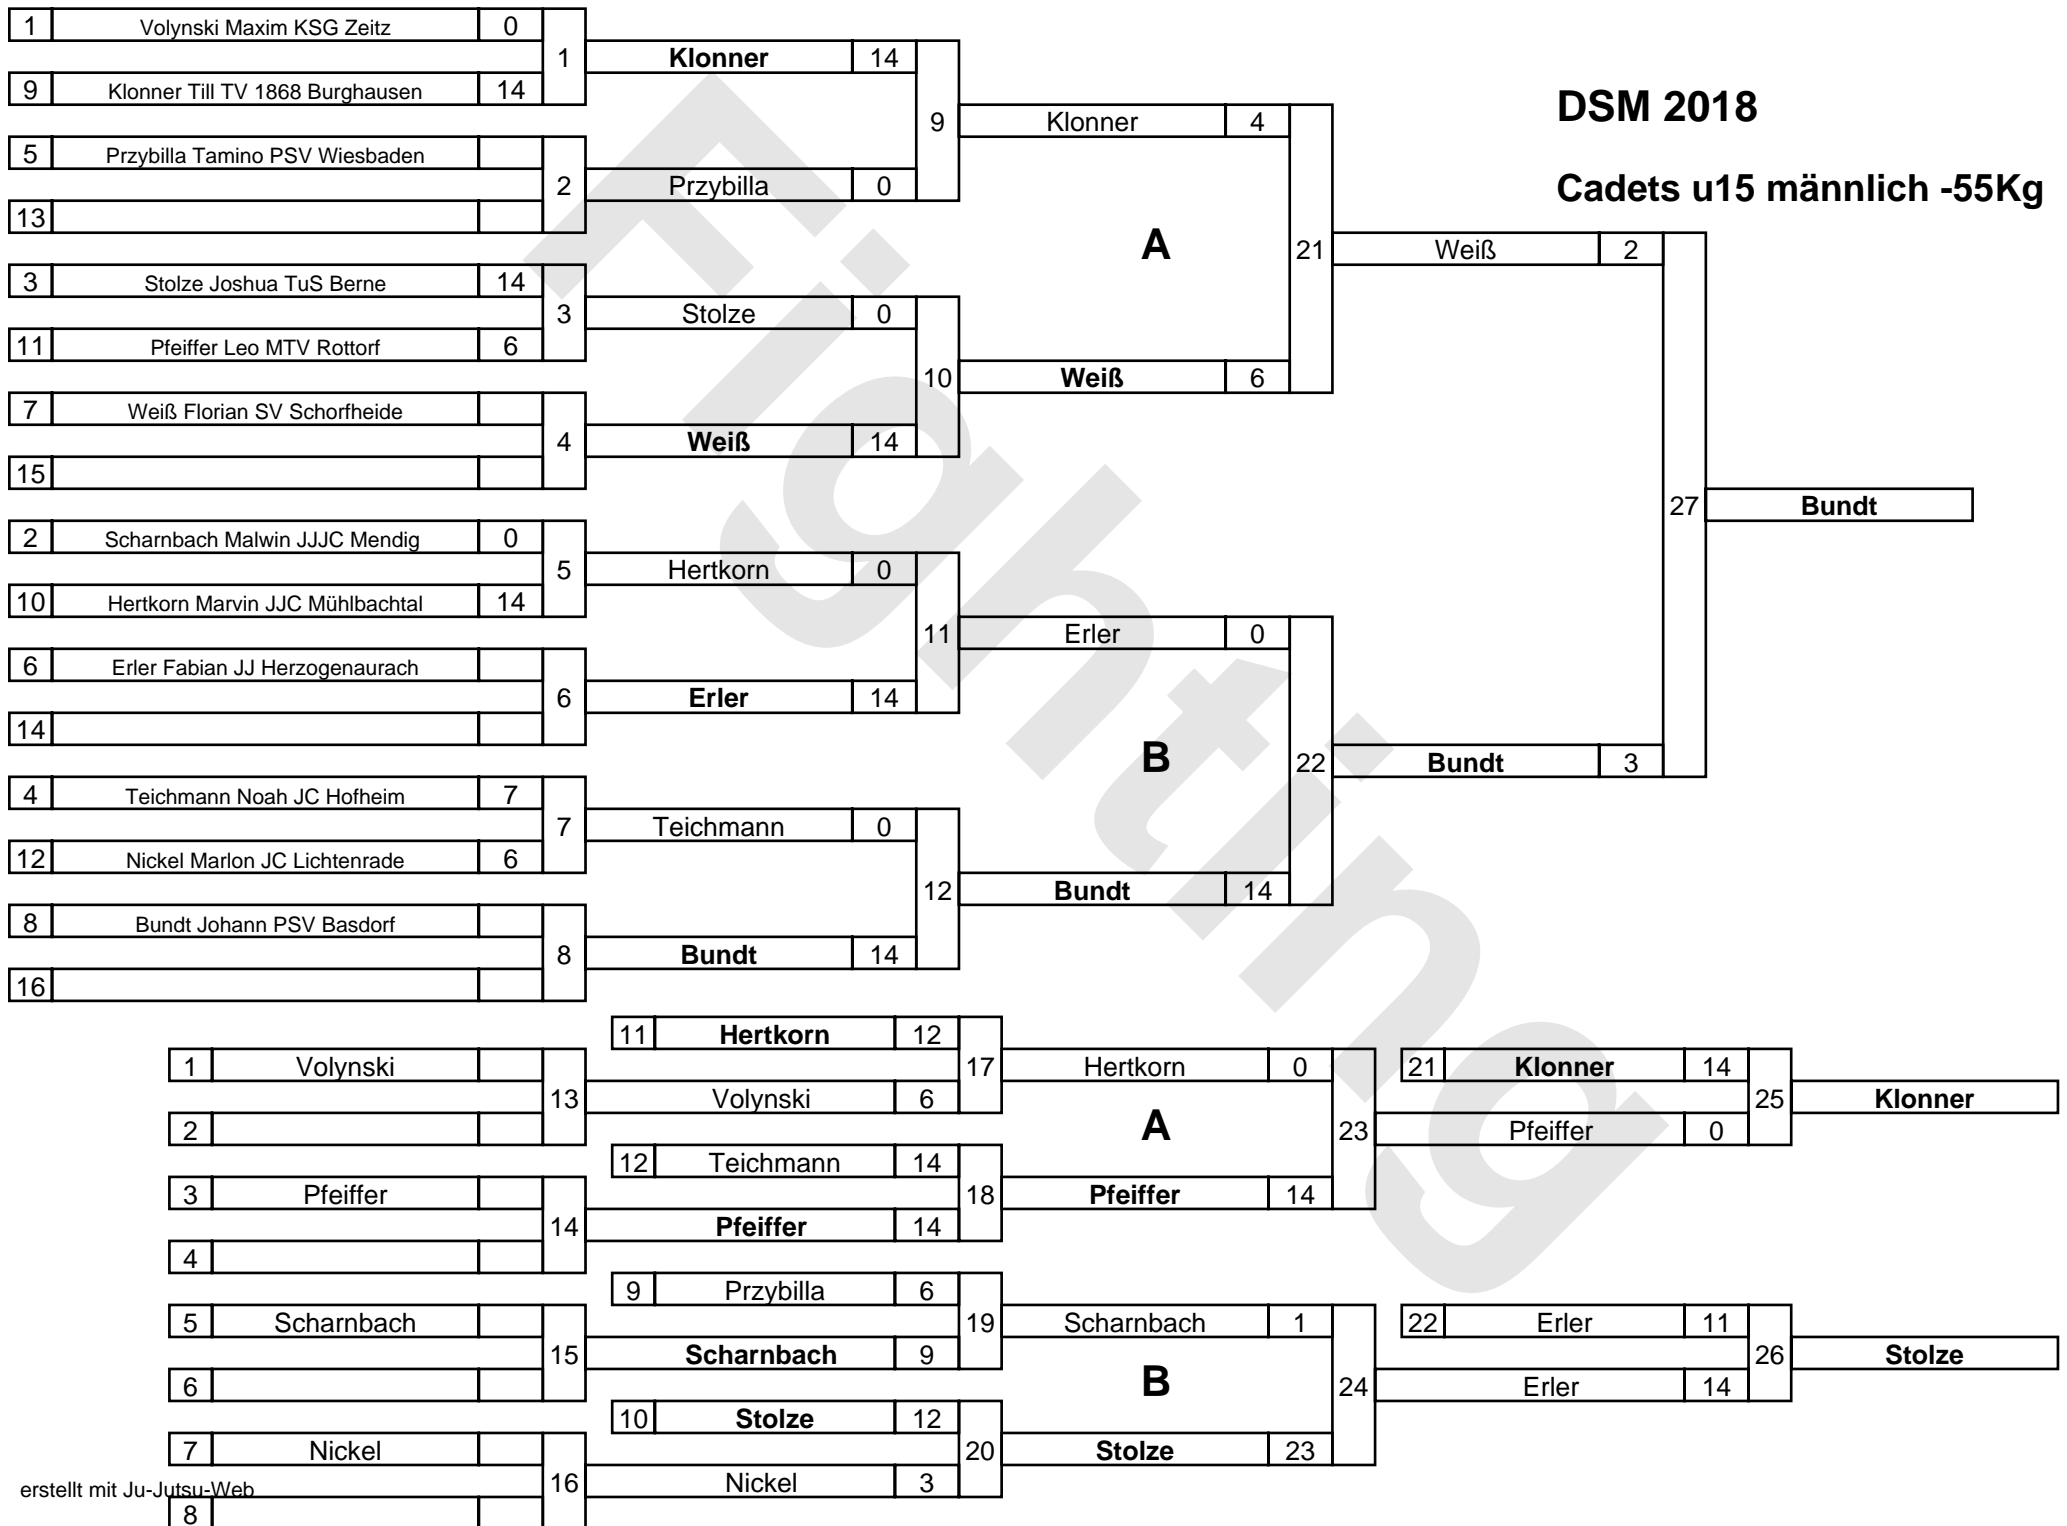 DSM 2018
Cadets u15 männlich -55Kg
Fighting
1 Volynski Maxim KSG Zeitz 0
1
9 Klonner Till TV 1868 Burghausen 14
5 Przybilla Tamino PSV Wiesbaden
2
13
3 Stolze Joshua TuS Berne 14
3
11 Pfeiffer Leo MTV Rottorf 6
7 Weiß Florian SV Schorfheide
4
15
2 Scharnbach Malwin JJJC Mendig 0
5
10 Hertkorn Marvin JJC Mühlbachtal 14
6 Erler Fabian JJ Herzogenaurach
6
14
4 Teichmann Noah JC Hofheim 7
7
12 Nickel Marlon JC Lichtenrade 6
8 Bundt Johann PSV Basdorf
8
16
Klonner 14
9
Przybilla 0
Stolze 0
10
Weiß 14
Hertkorn 0
11
Erler 14
Teichmann 0
12
Bundt 14
Klonner 4
A
21
Weiß 6
Erler 0
B
22
Bundt 14
Weiß 2
27
Bundt 3
Bundt
1 Volynski
13
2
3 Pfeiffer
14
4
5 Scharnbach
15
6
7 Nickel
16
8
11 Hertkorn 12
17
Volynski 6
12 Teichmann 14
18
Pfeiffer 14
9 Przybilla 6
19
Scharnbach 9
10 Stolze 12
20
Nickel 3
Hertkorn 0
A
23
Pfeiffer 14
Scharnbach 1
B
24
Stolze 23
21 Klonner 14
25
Pfeiffer 0
Klonner
22 Erler 11
26
Erler 14
Stolze
erstellt mit Ju-Jutsu-Web